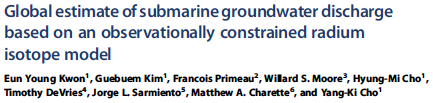 Global estimate of submarine groundwater discharge
based on an observationally constrained radium
isotope model
Eun Young Kwon¹, Guebuem Kim¹, Francois Primeau², Willard S. Moore³, Hyung-Mi Cho¹,
Timothy DeVries⁴, Jorge L. Sarmiento⁵, Matthew A. Charette⁶, and Yang-Ki Cho¹